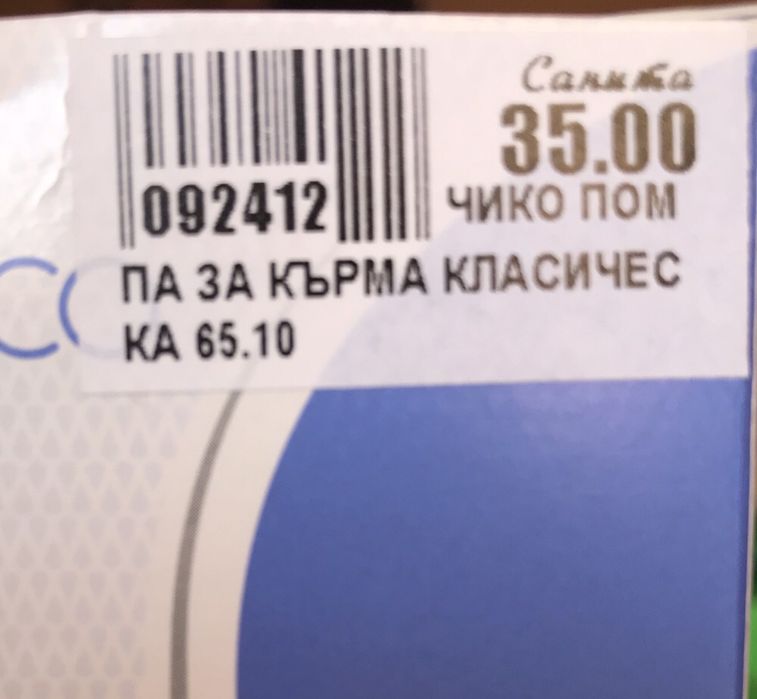 Санита
35.00
092412
ЧИКО ПОМ
ПА ЗА КЪРМА КЛАСИЧЕС
КА 65.10